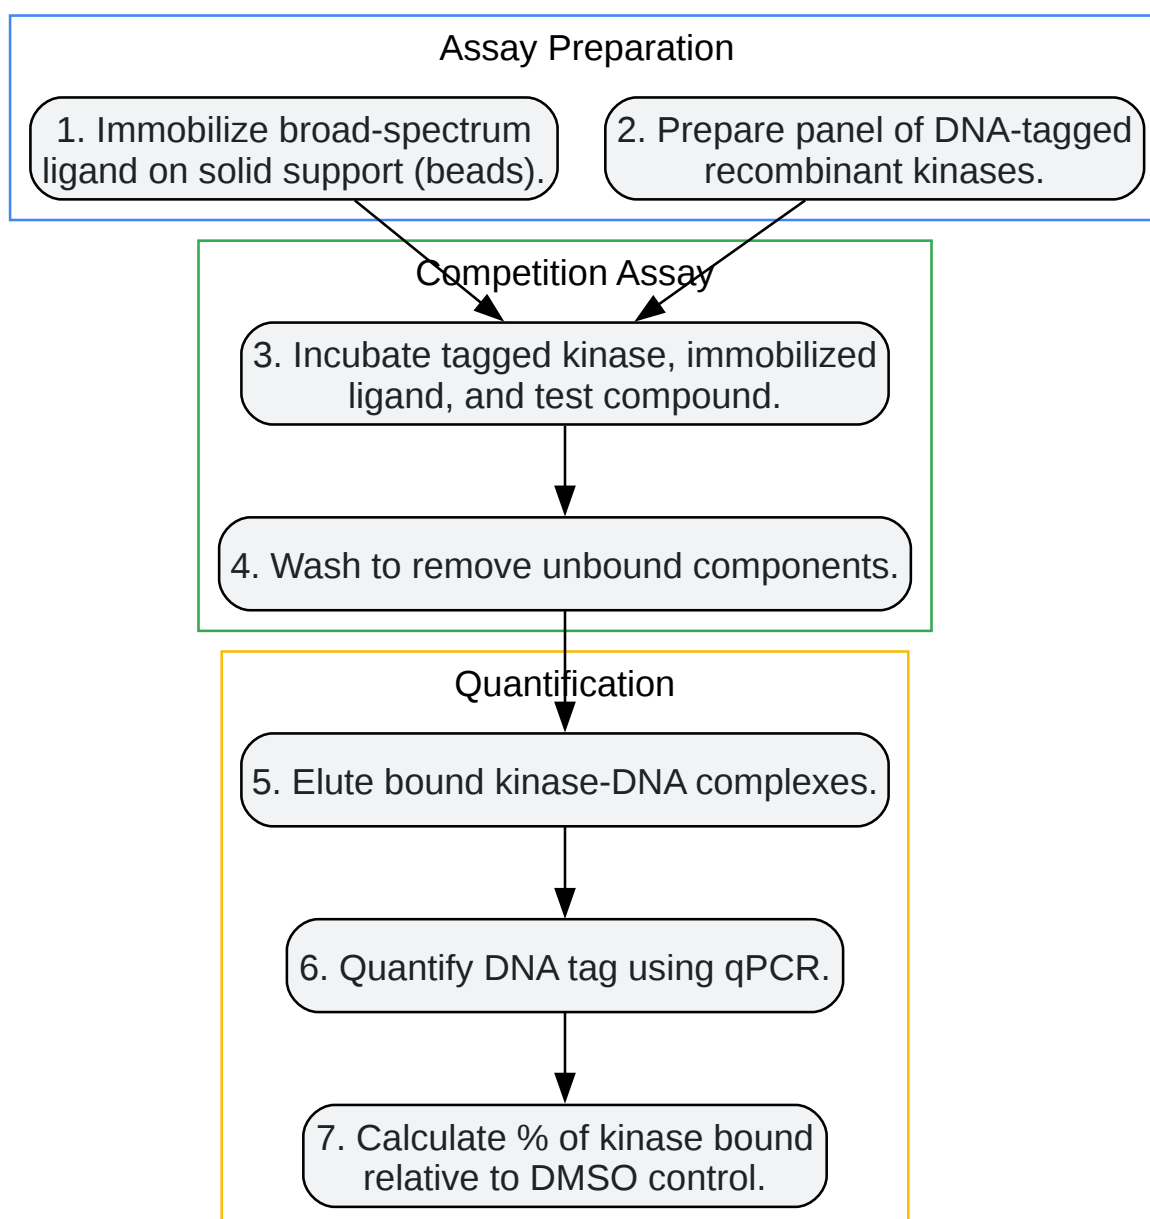 Assay Preparation
1. Immobilize broad-spectrum
ligand on solid support (beads).
2. Prepare panel of DNA-tagged
recombinant kinases.
Competition Assay
3. Incubate tagged kinase, immobilized
ligand, and test compound.
4. Wash to remove unbound components.
Quantification
5. Elute bound kinase-DNA complexes.
6. Quantify DNA tag using qPCR.
7. Calculate % of kinase bound
relative to DMSO control.